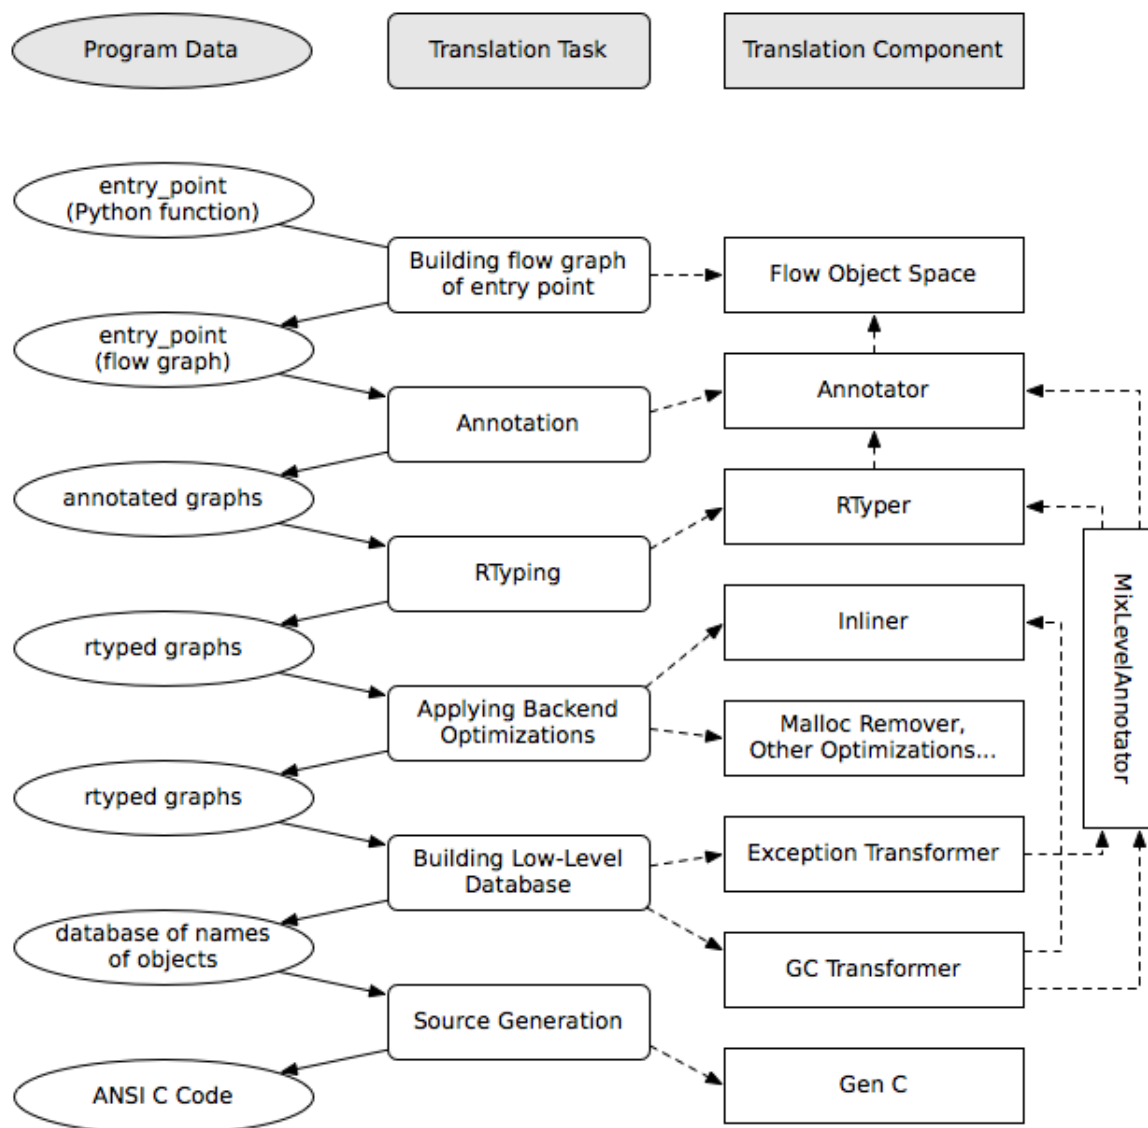 Program Data
Translation Task
Translation Component
entry_point
(Python function)
Building flow graph
of entry point
Flow Object Space
entry_point
(flow graph)
Annotation
Annotator
annotated graphs
RTyping
RTyper
rtyped graphs
Applying Backend
Optimizations
Inliner
Malloc Remover,
Other Optimizations...
MixLevelAnnotator
rtyped graphs
Building Low-Level
Database
Exception Transformer
database of names
of objects
GC Transformer
Source Generation
ANSI C Code
Gen C